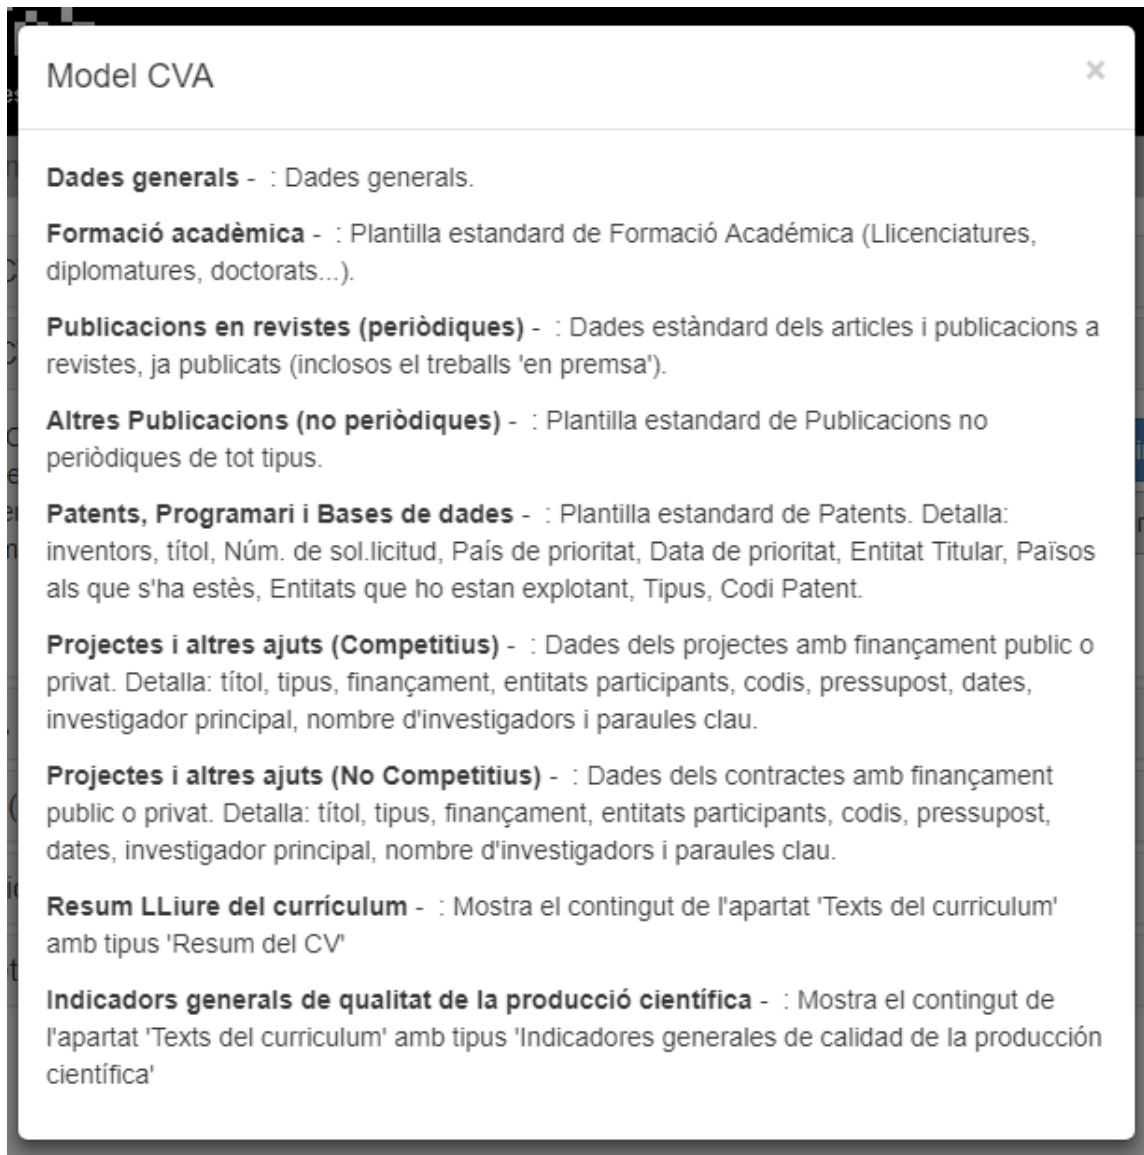 Model CVA ×
Dades generals - : Dades generals.
Formació acadèmica - : Plantilla estandard de Formació Académica (Llicenciatures,
diplomatures, doctorats...).
Publicacions en revistes (periòdiques) - : Dades estàndard dels articles i publicacions a
revistes, ja publicats (inclosos el treballs 'en premsa').
Altres Publicacions (no periòdiques) - : Plantilla estandard de Publicacions no
periòdiques de tot tipus.
Patents, Programari i Bases de dades - : Plantilla estandard de Patents. Detalla:
inventors, títol, Núm. de sol.licitud, País de prioritat, Data de prioritat, Entitat Titular, Països
als que s'ha estès, Entitats que ho estan explotant, Tipus, Codi Patent.
Projectes i altres ajuts (Competitius) - : Dades dels projectes amb finançament public o
privat. Detalla: títol, tipus, finançament, entitats participants, codis, pressupost, dates,
investigador principal, nombre d'investigadors i paraules clau.
Projectes i altres ajuts (No Competitius) - : Dades dels contractes amb finançament
public o privat. Detalla: títol, tipus, finançament, entitats participants, codis, pressupost,
dates, investigador principal, nombre d'investigadors i paraules clau.
Resum LLiure del currículum - : Mostra el contingut de l'apartat 'Texts del curriculum'
amb tipus 'Resum del CV'
Indicadors generals de qualitat de la producció científica - : Mostra el contingut de
l'apartat 'Texts del curriculum' amb tipus 'Indicadores generales de calidad de la producción
científica'